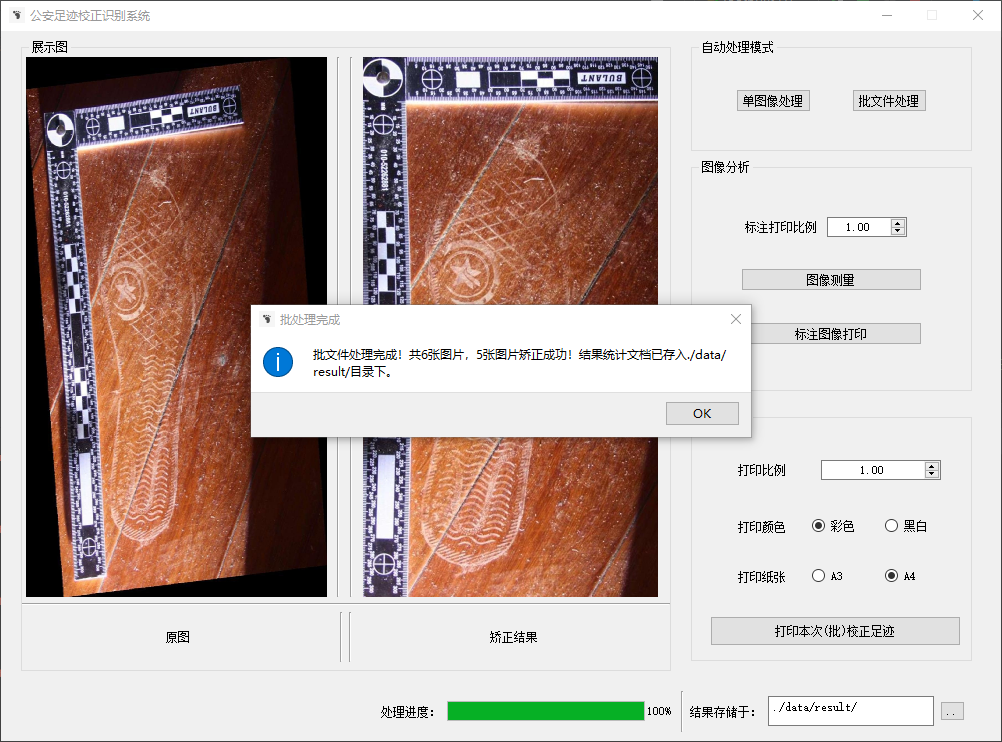 公安足迹校正识别系统
展示图
BULANT
010-52262881
BULANT
010-52262881
原图
矫正结果
自动处理模式
单图像处理
批文件处理
图像分析
标注打印比例
1.00
图像测量
标注图像打印
批处理完成
批文件处理完成！共6张图片，5张图片矫正成功！结果统计文档已存入./data/
result/目录下。
OK
打印比例
1.00
打印颜色
彩色
黑白
打印纸张
A3
A4
打印本次(批)校正足迹
处理进度：
100%
结果存储于：
./data/result/
..